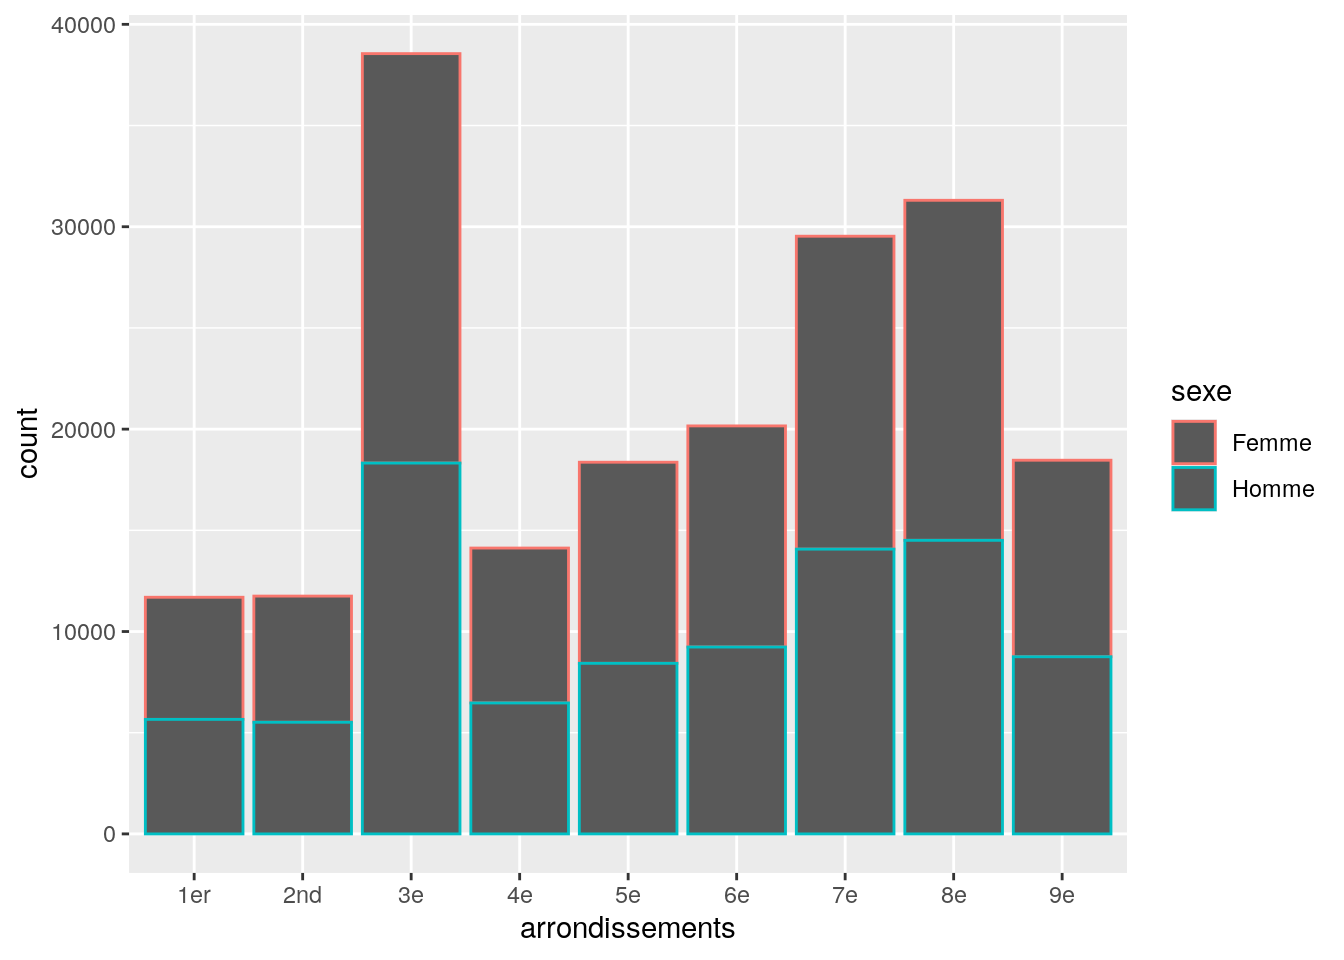 40000
30000
20000
10000
0
count
1er 2nd 3e 4e 5e 6e 7e 8e 9e
arrondissements
sexe
Femme
Homme